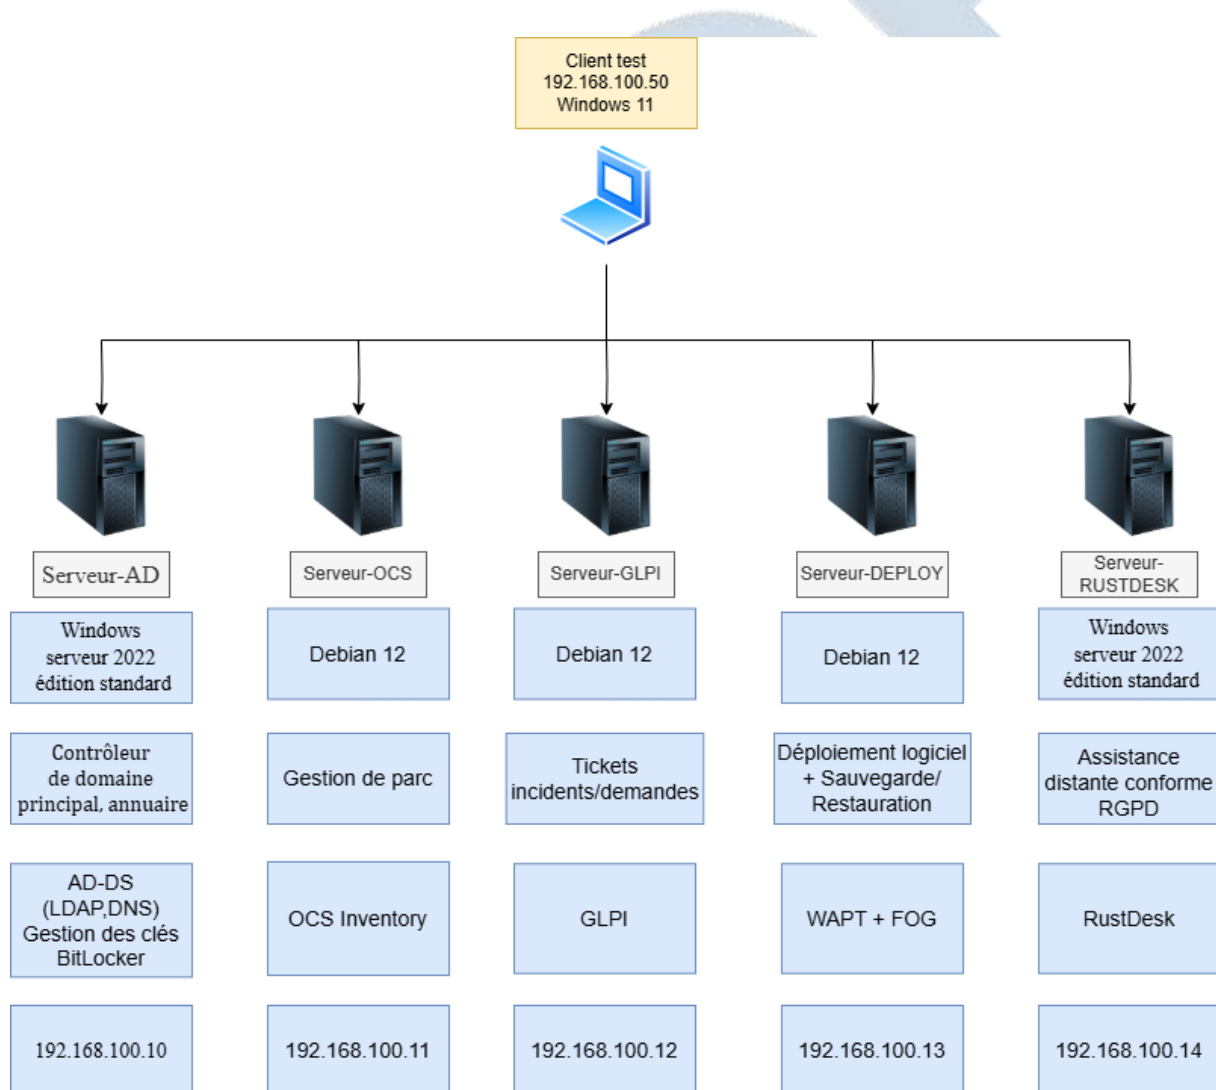 Client test
192.168.100.50
Windows 11
Serveur-AD
Serveur-OCS
Serveur-GLPI
Serveur-DEPLOY
Serveur-
RUSTDESK
Windows
serveur 2022
édition standard
Debian 12
Debian 12
Debian 12
Windows
serveur 2022
édition standard
Contrôleur
de domaine
principal, annuaire
Gestion de parc
Tickets
incidents/demandes
Déploiement logiciel
+ Sauvegarde/
Restauration
Assistance
distante conforme
RGPD
AD-DS
(LDAP,DNS)
Gestion des clés
BitLocker
OCS Inventory
GLPI
WAPT + FOG
RustDesk
192.168.100.10
192.168.100.11
192.168.100.12
192.168.100.13
192.168.100.14